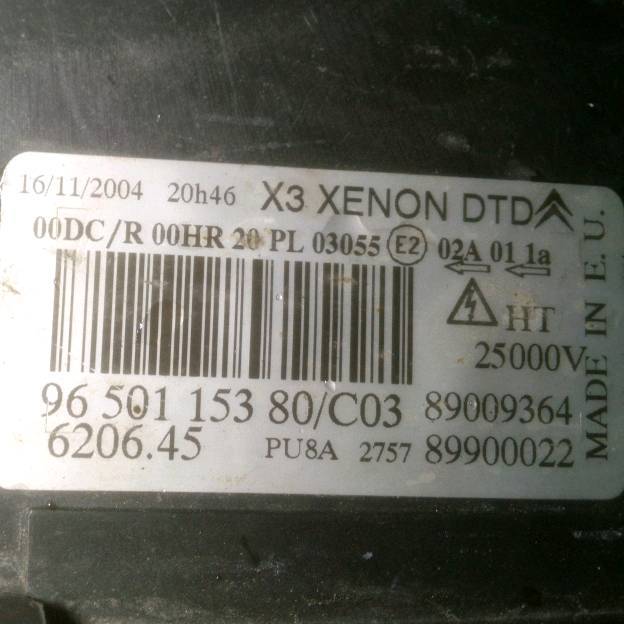 16/11/2004 20h46 X3 XENON DTD
00DC/R 00HR 20 PL 03055 E2 02A 01 1a
HT
25000V
96 501 153 80/C03 89009364
6206.45 PU8A 2757 89900022
MADE IN E.U.